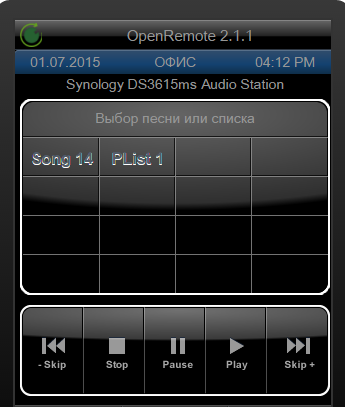 OpenRemote 2.1.1
01.07.2015 ОФИС 04:12 PM
Synology DS3615ms Audio Station
Выбор песни или списка
Song 14 PList 1
- Skip Stop Pause Play Skip +